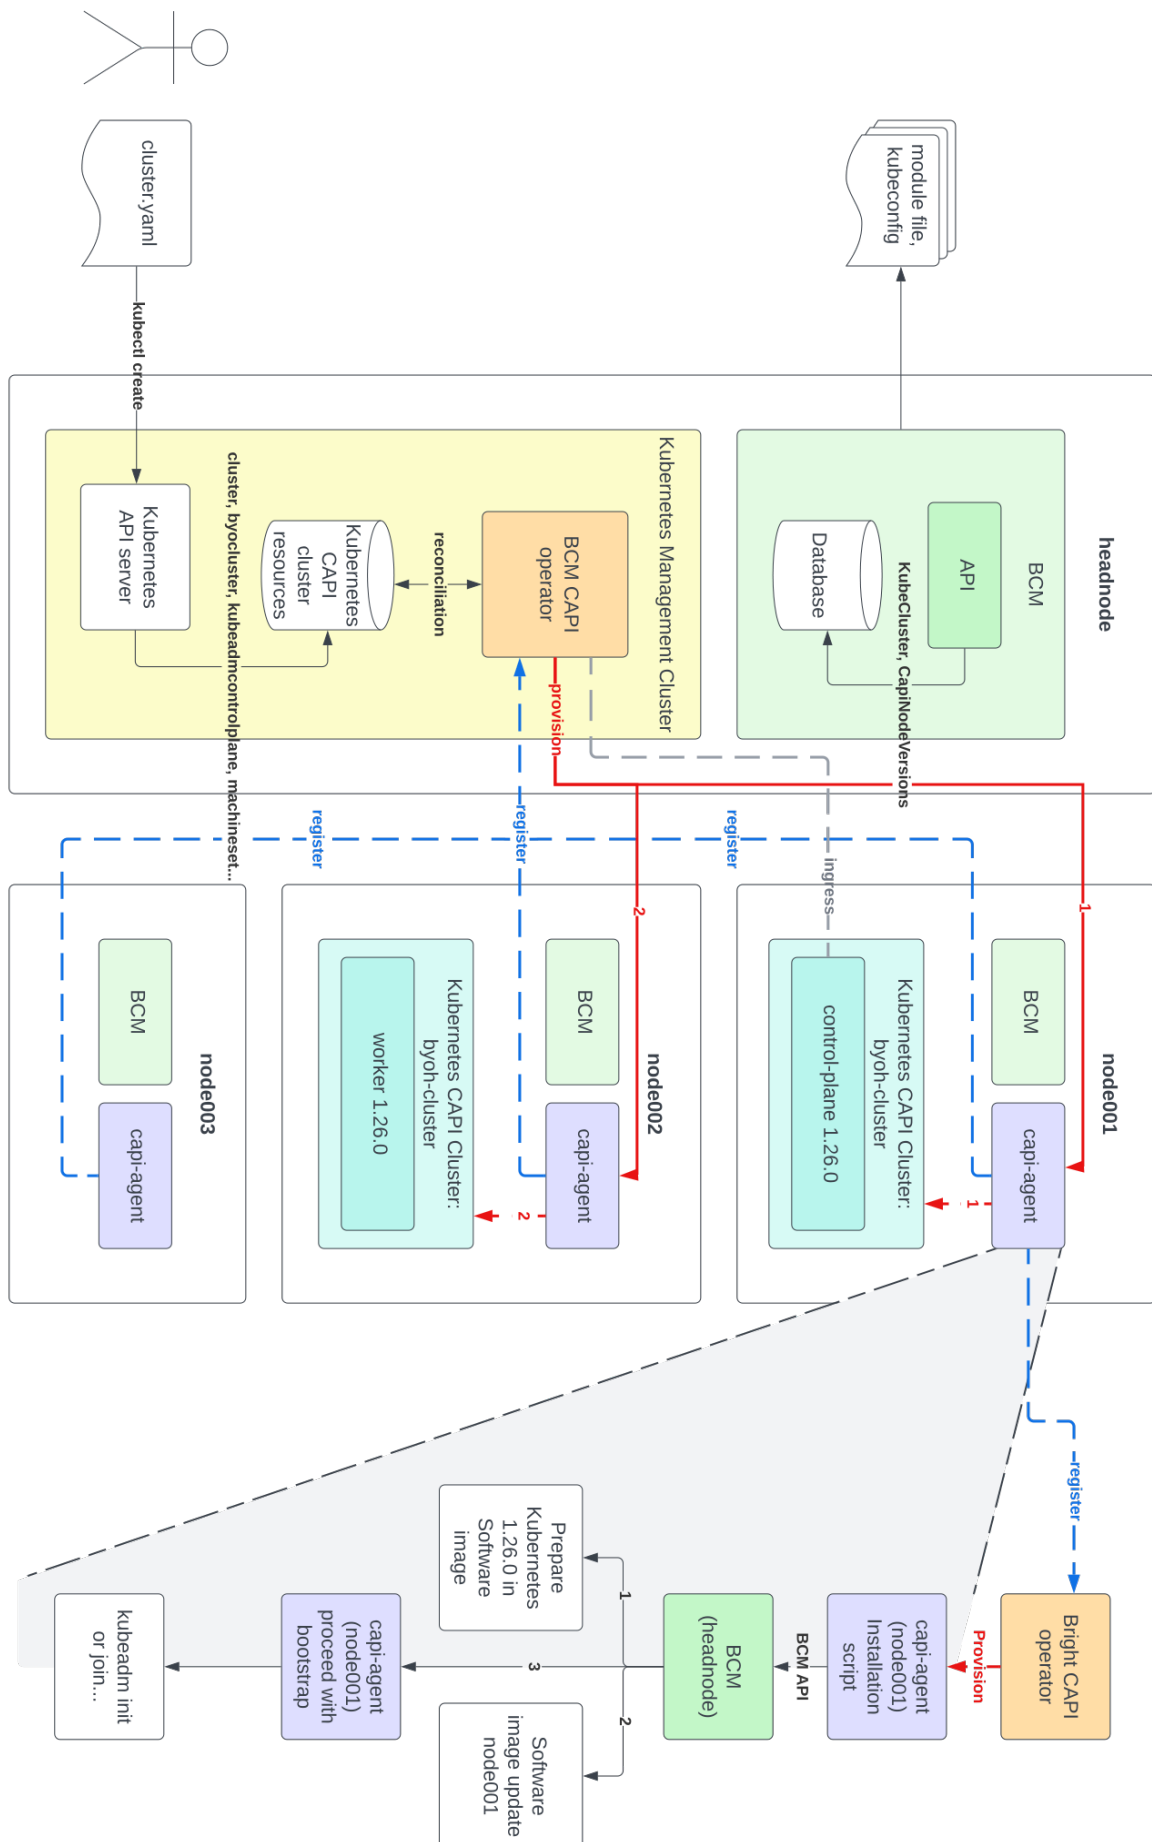 module file,
kubeconfig
cluster.yaml
kubectl create
headnode
BCM
API
KubeCluster, CapiNodeVersions
Database
Kubernetes Management Cluster
BCM CAPI
operator
reconciliation
Kubernetes
CAPI
cluster
resources
cluster, byocluster, kubeadmcontrolplane, machineset...
Kubernetes
API server
provision
ingress
1
2
register
register
register
node001
BCM
capi-agent
1
Kubernetes CAPI Cluster:
byoh-cluster
control-plane 1.26.0
node002
BCM
capi-agent
2
Kubernetes CAPI Cluster:
byoh-cluster
worker 1.26.0
node003
BCM
capi-agent
register
Bright CAPI
operator
Provision
capi-agent
(node001)
Installation
script
BCM API
BCM
(headnode)
1
2
3
Prepare
Kubernetes
1.26.0 in
Software
image
Software
image update
node001
capi-agent
(node001)
proceed with
bootstrap
kubeadm init
or join...